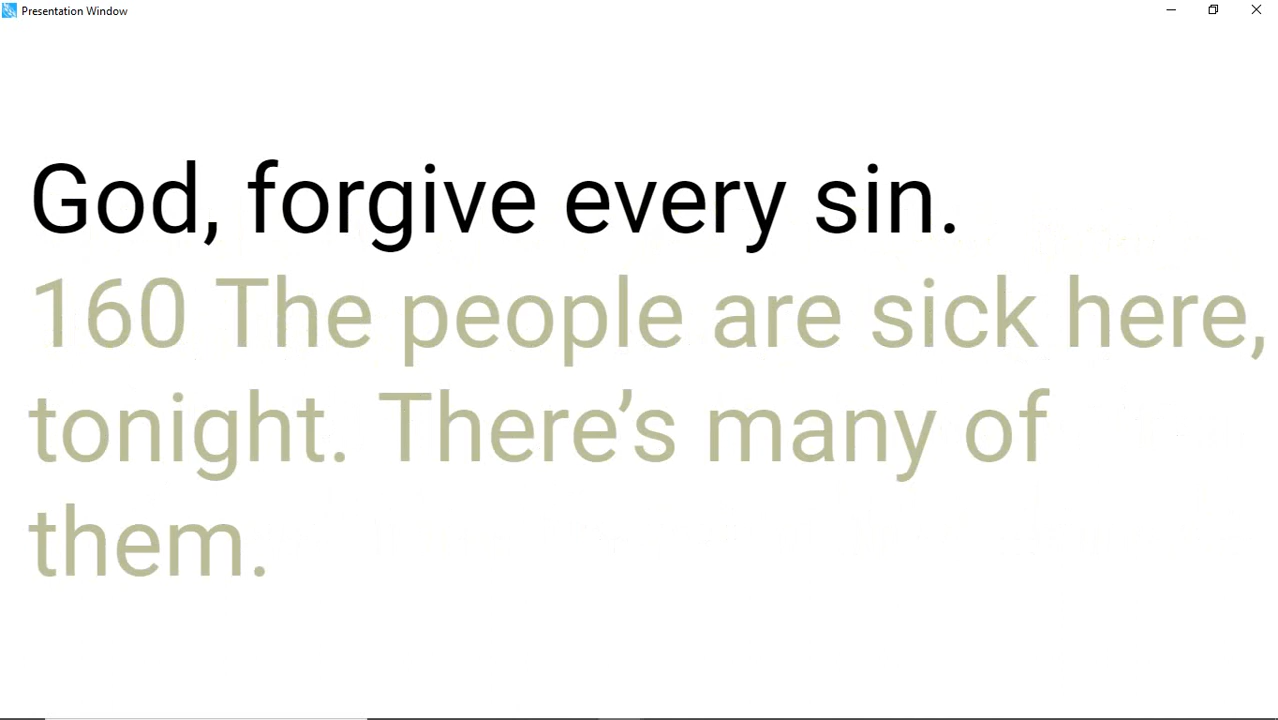 Presentation Window
God, forgive every sin.
160 The people are sick here,
tonight. There’s many of
them.